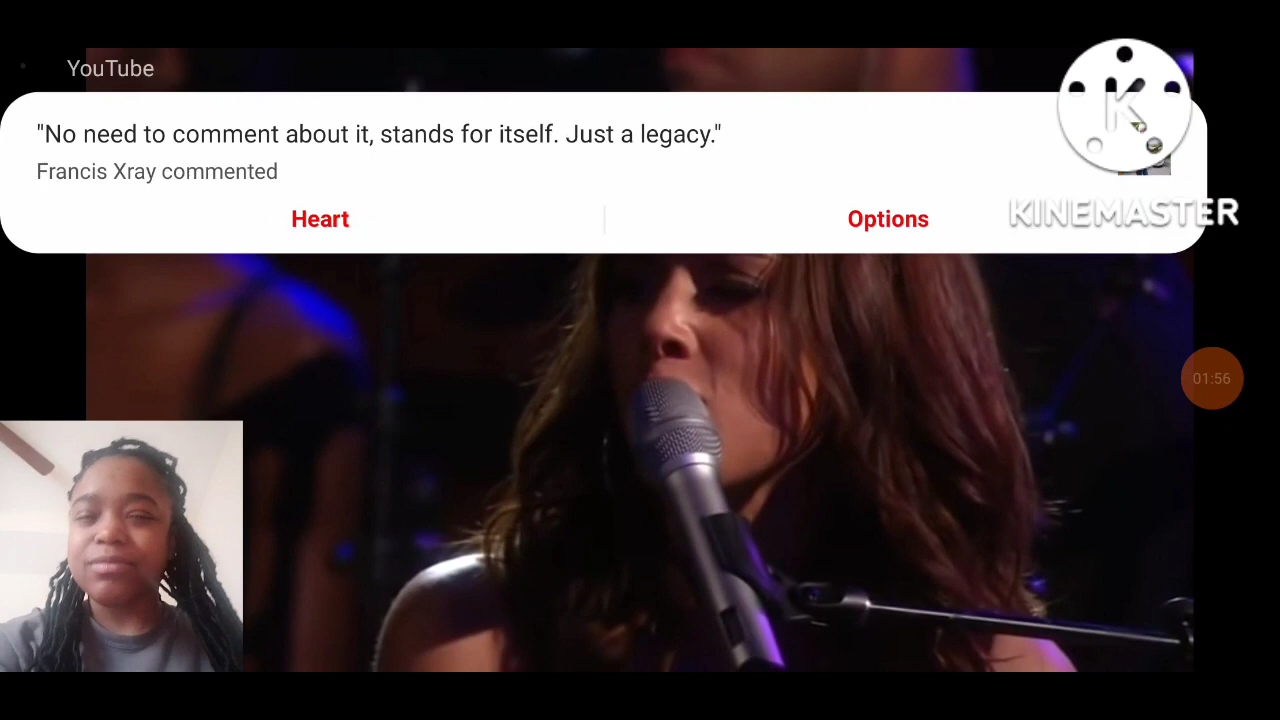 YouTube
"No need to comment about it, stands for itself. Just a legacy."
Francis Xray commented
Heart
Options
K
KINEMASTER
01:56